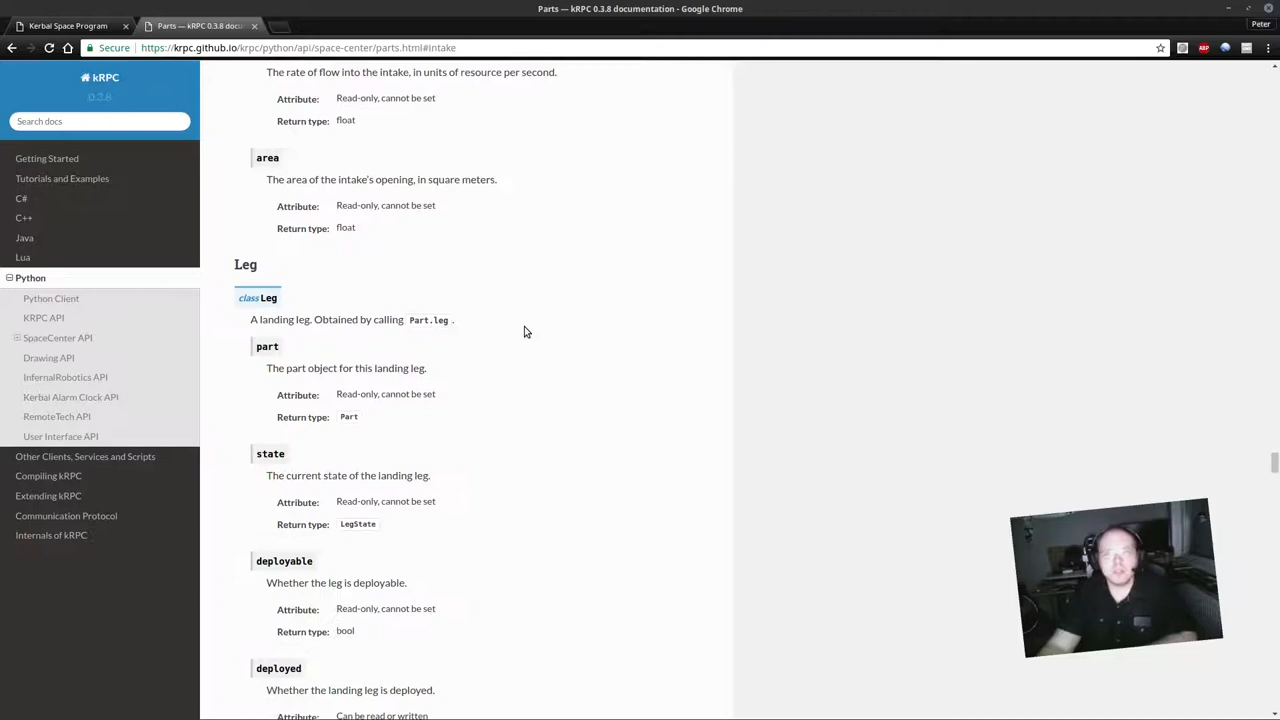 Parts — kRPC 0.3.8 documentation - Google Chrome
Kerbal Space Program
Parts — kRPC 0.3.8 docu
Peter
Secure
https://krpc.github.io/krpc/python/api/space-center/parts.html#intake
ABP
kRPC
0.3.8
Search docs
Getting Started
Tutorials and Examples
C#
C++
Java
Lua
Python
Python Client
KRPC API
SpaceCenter API
Drawing API
InfernalRobotics API
Kerbal Alarm Clock API
RemoteTech API
User Interface API
Other Clients, Services and Scripts
Compiling kRPC
Extending kRPC
Communication Protocol
Internals of kRPC
The rate of flow into the intake, in units of resource per second.
Attribute: Read-only, cannot be set
Return type: float
area
The area of the intake's opening, in square meters.
Attribute: Read-only, cannot be set
Return type: float
Leg
class Leg
A landing leg. Obtained by calling Part.leg .
part
The part object for this landing leg.
Attribute: Read-only, cannot be set
Return type: Part
state
The current state of the landing leg.
Attribute: Read-only, cannot be set
Return type: LegState
deployable
Whether the leg is deployable.
Attribute: Read-only, cannot be set
Return type: bool
deployed
Whether the landing leg is deployed.
Attribute: Can be read or written